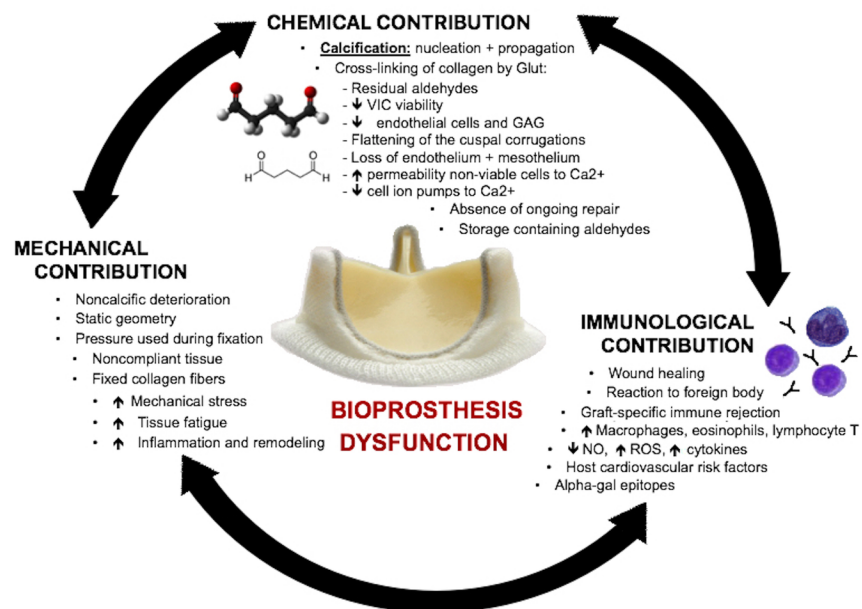 CHEMICAL CONTRIBUTION
▪ Calcification: nucleation + propagation
▪ Cross-linking of collagen by Glut:
- Residual aldehydes
- ↓ VIC viability
- ↓ endothelial cells and GAG
- Flattening of the cuspal corrugations
- Loss of endothelium + mesothelium
- ↑ permeability non-viable cells to Ca2+
- ↓ cell ion pumps to Ca2+
▪ Absence of ongoing repair
▪ Storage containing aldehydes
O O
H H
MECHANICAL
CONTRIBUTION
▪ Noncalcific deterioration
▪ Static geometry
▪ Pressure used during fixation
▪ Noncompliant tissue
▪ Fixed collagen fibers
▪ ↑ Mechanical stress
▪ ↑ Tissue fatigue
▪ ↑ Inflammation and remodeling
BIOPROSTHESIS
DYSFUNCTION
IMMUNOLOGICAL
CONTRIBUTION
▪ Wound healing
▪ Reaction to foreign body
▪ Graft-specific immune rejection
▪ ↑ Macrophages, eosinophils, lymphocyte T
▪ ↓ NO, ↑ ROS, ↑ cytokines
▪ Host cardiovascular risk factors
▪ Alpha-gal epitopes